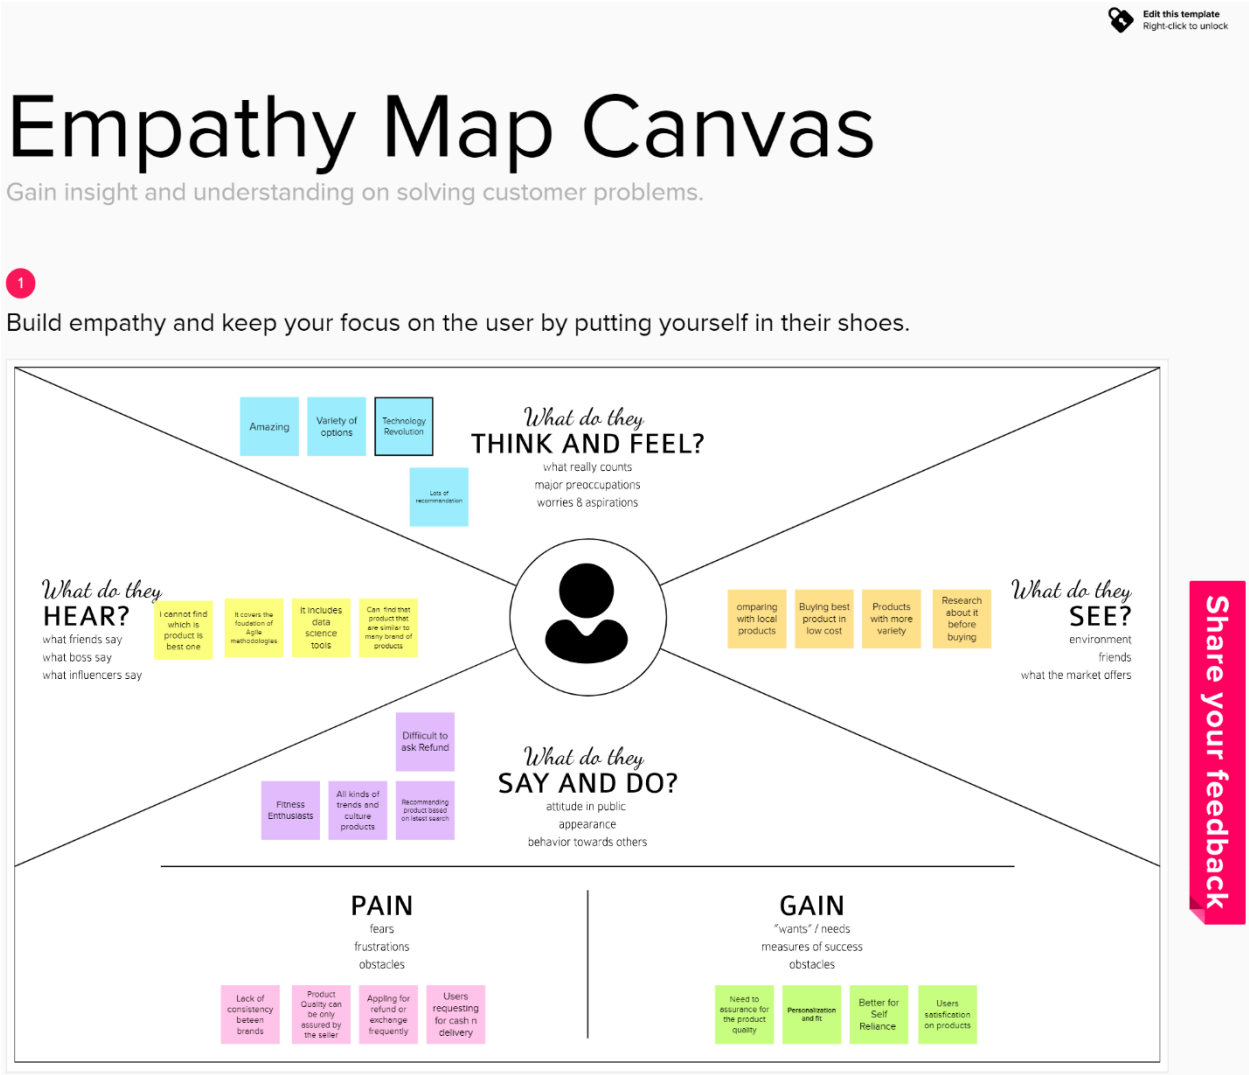 Edit this template
Right-click to unlock
Empathy Map Canvas
Gain insight and understanding on solving customer problems.
1
Build empathy and keep your focus on the user by putting yourself in their shoes.
Amazing
Variety of
options
Technology
Revolution
Lots of
recommendation
What do they
THINK AND FEEL?
what really counts
major preoccupations
worries & aspirations
What do they
HEAR?
what friends say
what boss say
what influencers say
I cannot find
which is
product is
best one
It covers the
foudation of
Agile
methodologies
It includes
data
science
tools
Can find that
product that
are similar to
many brand of
products
omparing
with local
products
Buying best
product in
low cost
Products
with more
variety
Research
about it
before
buying
What do they
SEE?
environment
friends
what the market offers
Share your feedback
Diffiicult to
ask Refund
Fitness
Enthusiasts
All kinds of
trends and
culture
products
Recommanding
product based
on latest search
What do they
SAY AND DO?
attitude in public
appearance
behavior towards others
PAIN
fears
frustrations
obstacles
Lack of
consistency
beteen
brands
Product
Quality can
be only
assured by
the seller
Appling for
refund or
exchange
frequently
Users
requesting
for cash n
delivery
GAIN
"wants" / needs
measures of success
obstacles
Need to
assurance for
the product
quality
Personalization
and fit
Better for
Self
Reliance
Users
satisfication
on products